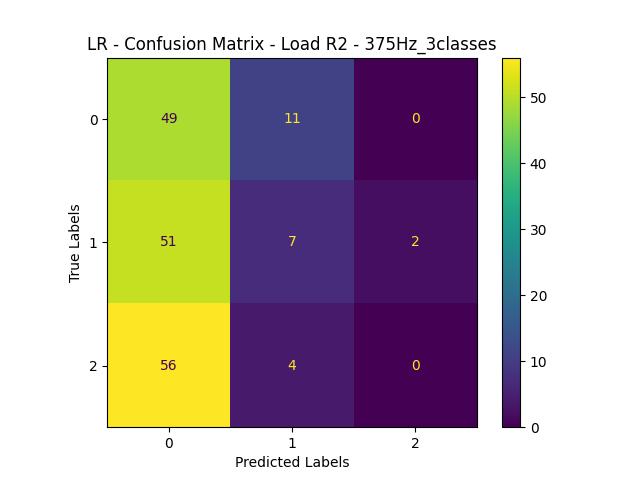 LR - Confusion Matrix - Load R2 - 375Hz_3classes
0 49 11 0
1 51 7 2
2 56 4 0
0 1 2
Predicted Labels
True Labels
50
40
30
20
10
0